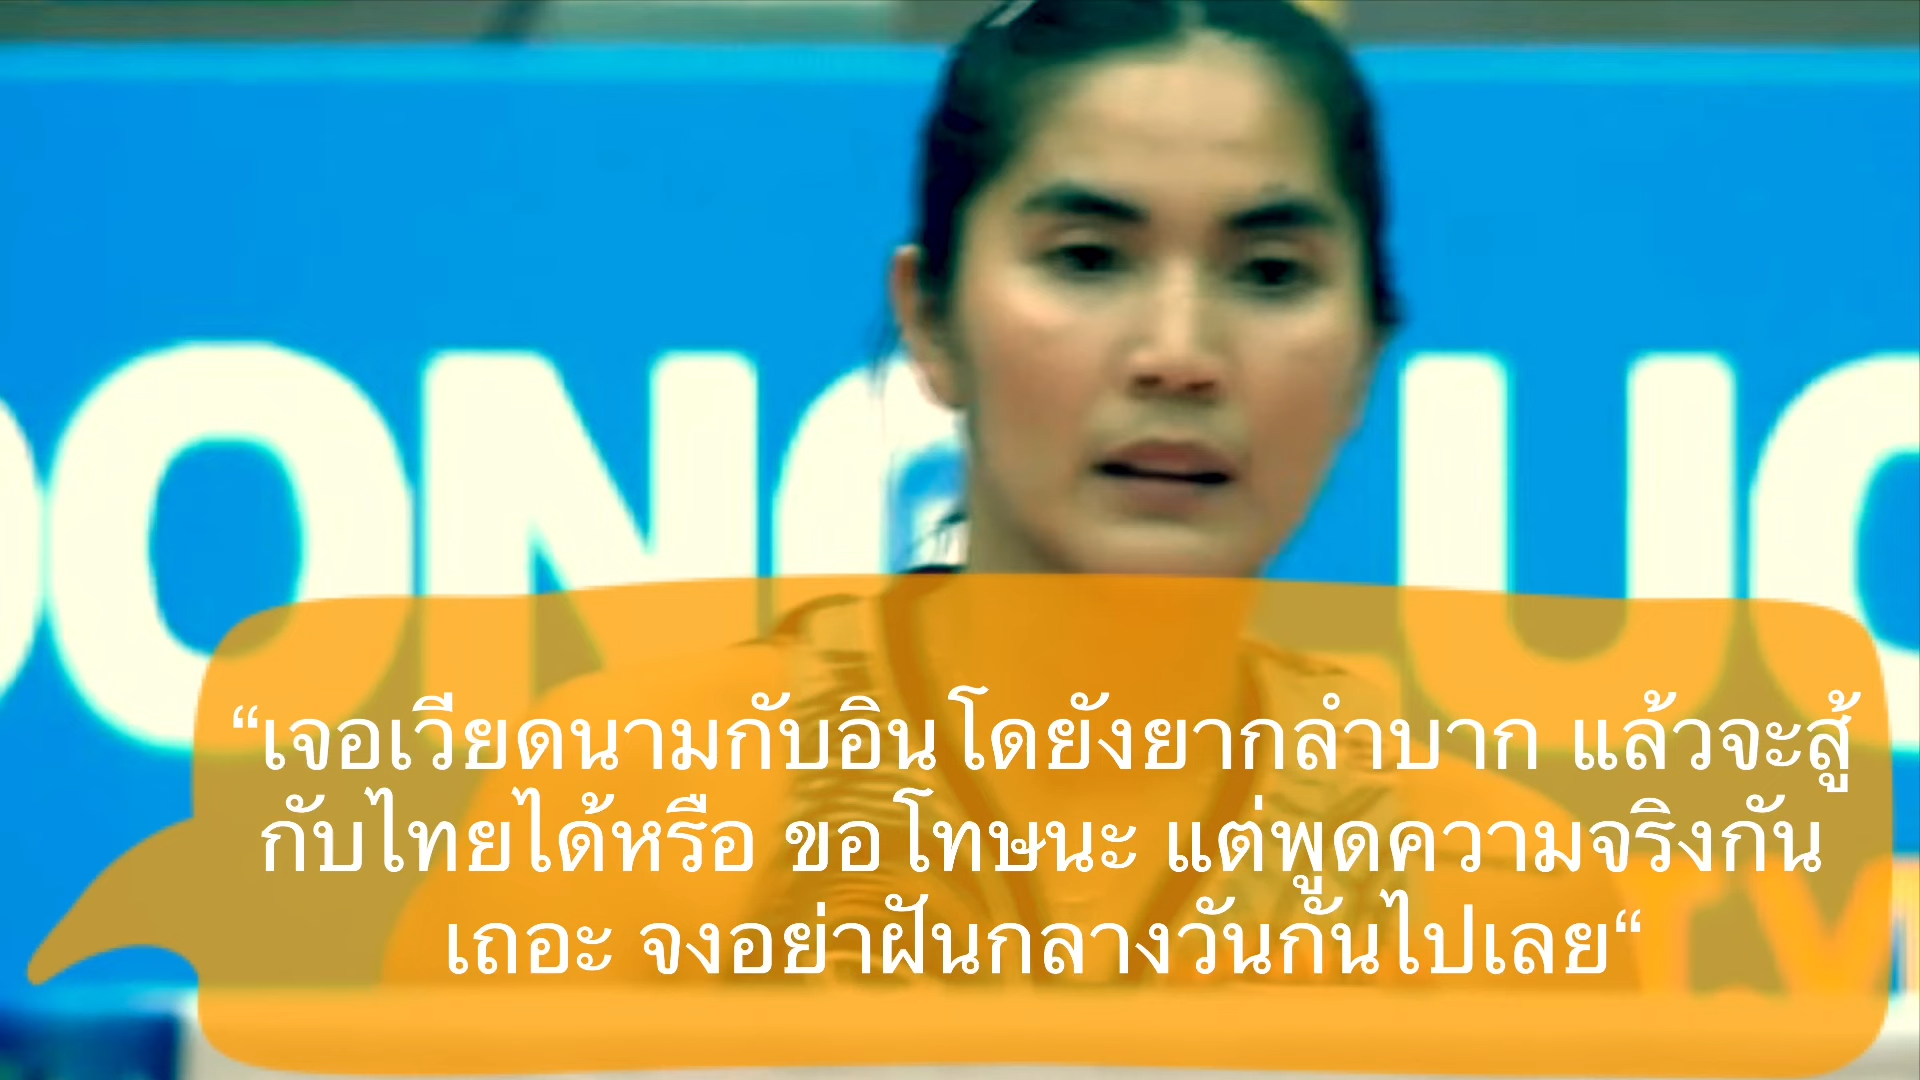 ONG LUC
“เจอเวียดนามกับอินโดยังยากลำบาก แล้วจะสู้
กับไทยได้หรือ ขอโทษนะ แต่พูดความจริงกัน
เถอะ จงอย่าฝันกลางวันกันไปเลย“